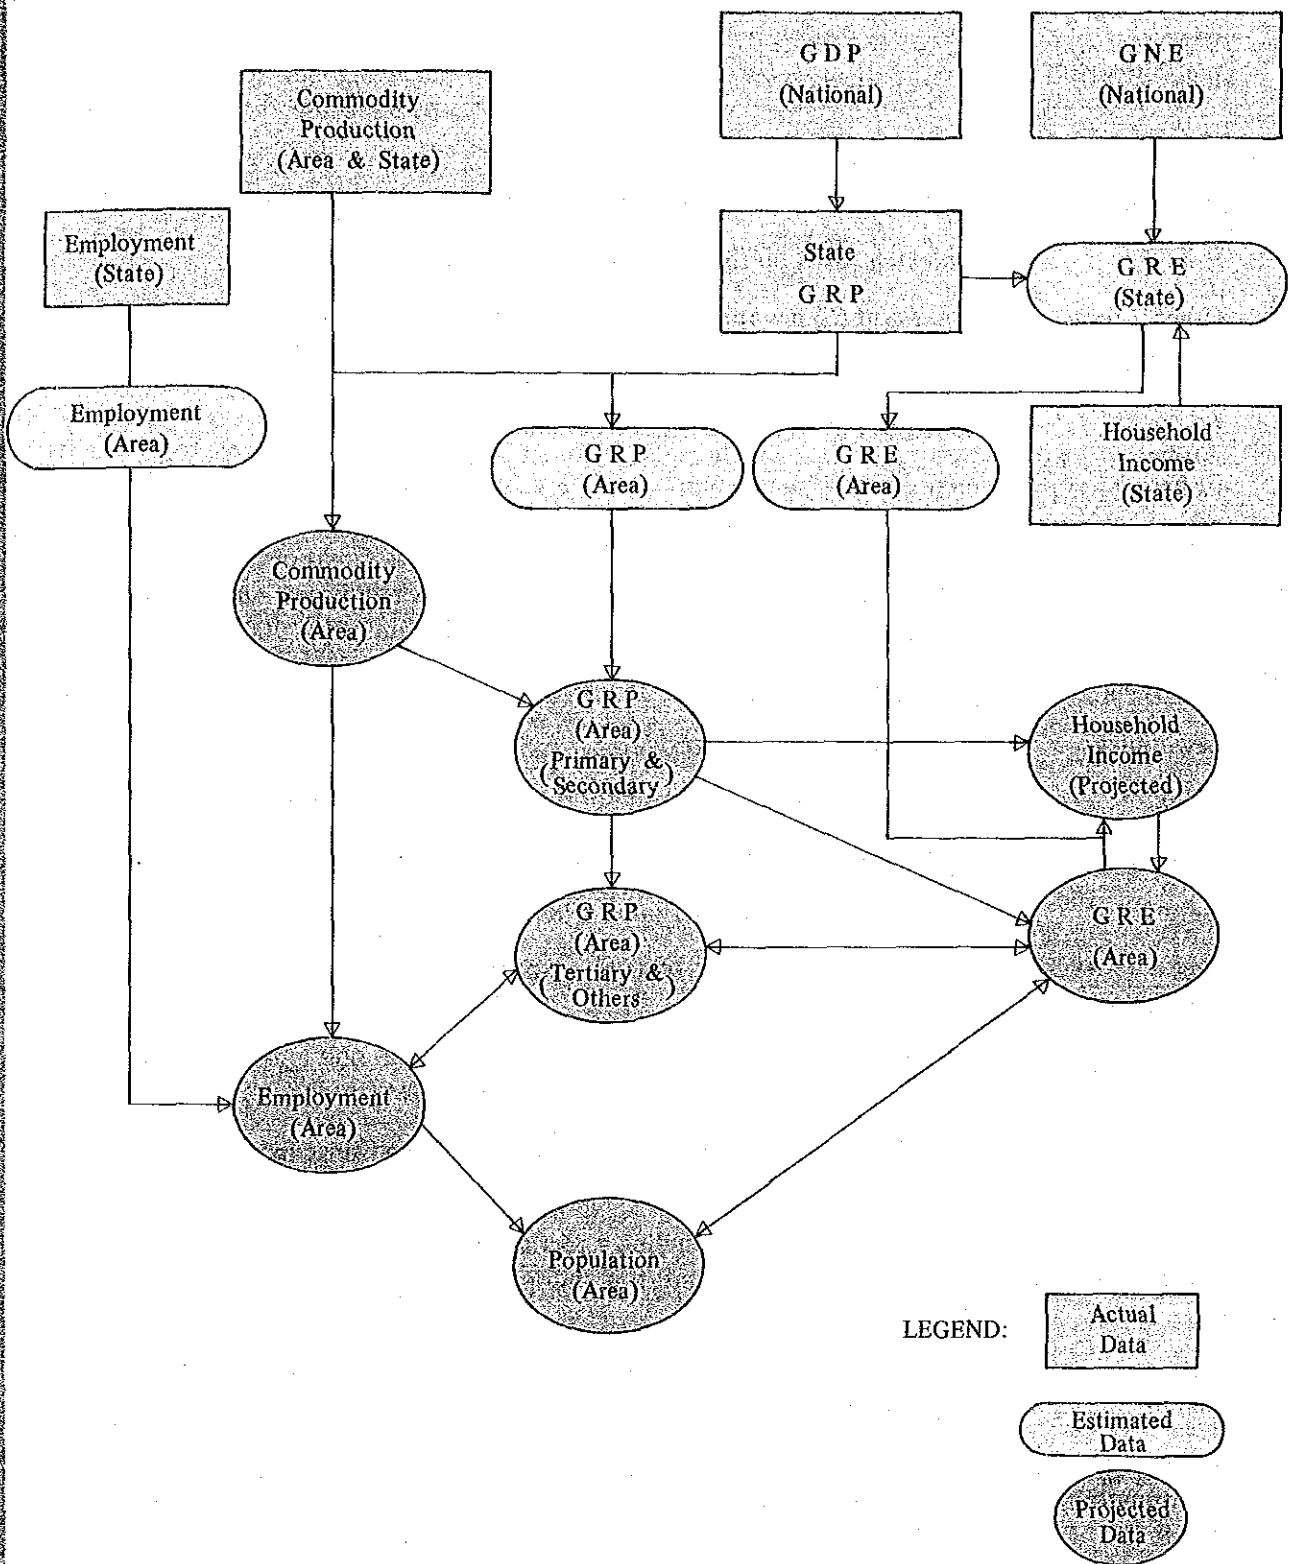 G D P
(National)
G N E
(National)
Commodity
Production
(Area & State)
Employment
(State)
State
G R P
G R E
(State)
Employment
(Area)
G R P
(Area)
G R E
(Area)
Household
Income
(State)
Commodity
Production
(Area)
G R P
(Area)
(Primary &
Secondary)
Household
Income
(Projected)
G R P
(Area)
(Tertiary &
Others)
G R E
(Area)
Employment
(Area)
Population
(Area)
LEGEND:
Actual
Data
Estimated
Data
Projected
Data